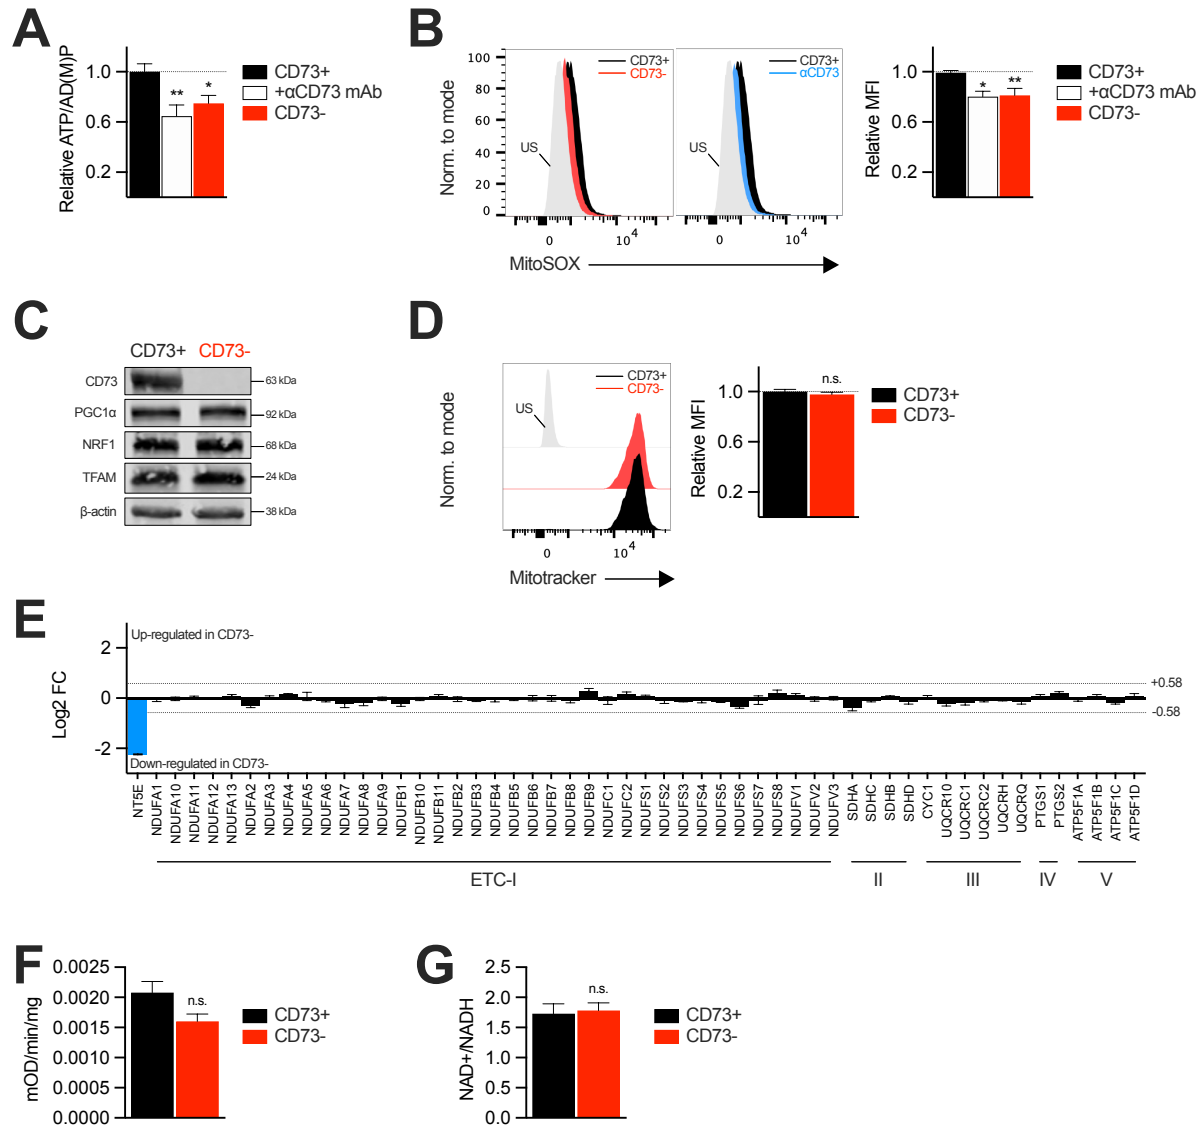 A
Relative ATP/AD(M)P
1.0
0.6
0.2
**
*
CD73+
+αCD73 mAb
CD73-
B
Norm. to mode
100
80
60
40
20
0
US
CD73+
CD73-
0
10⁴
US
CD73+
αCD73
0
10⁴
MitoSOX
Relative MFI
1.0
0.6
0.2
*
**
CD73+
+αCD73 mAb
CD73-
C
CD73+ CD73-
CD73 63 kDa
PGC1α 92 kDa
NRF1 68 kDa
TFAM 24 kDa
β-actin 38 kDa
D
Norm. to mode
US
CD73+
CD73-
0
10⁴
Mitotracker
Relative MFI
1.0
0.6
0.2
n.s.
CD73+
CD73-
E
Log2 FC
2
0
-2
Up-regulated in CD73-
Down-regulated in CD73-
+0.58
-0.58
NT5E
NDUFA1
NDUFA10
NDUFA11
NDUFA12
NDUFA13
NDUFA2
NDUFA3
NDUFA4
NDUFA5
NDUFA6
NDUFA7
NDUFA8
NDUFA9
NDUFB1
NDUFB10
NDUFB11
NDUFB2
NDUFB3
NDUFB4
NDUFB5
NDUFB6
NDUFB7
NDUFB8
NDUFB9
NDUFC1
NDUFC2
NDUFS1
NDUFS2
NDUFS3
NDUFS4
NDUFS5
NDUFS6
NDUFS7
NDUFS8
NDUFV1
NDUFV2
NDUFV3
SDHA
SDHC
SDHB
SDHD
CYC1
UQCR10
UQCRC1
UQCRC2
UQCRH
UQCRQ
PTGS1
PTGS2
ATP5F1A
ATP5F1B
ATP5F1C
ATP5F1D
ETC-I
II
III
IV
V
F
mOD/min/mg
0.0025
0.0020
0.0015
0.0010
0.0005
0.0000
n.s.
CD73+
CD73-
G
NAD+/NADH
2.5
2.0
1.5
1.0
0.5
0.0
n.s.
CD73+
CD73-